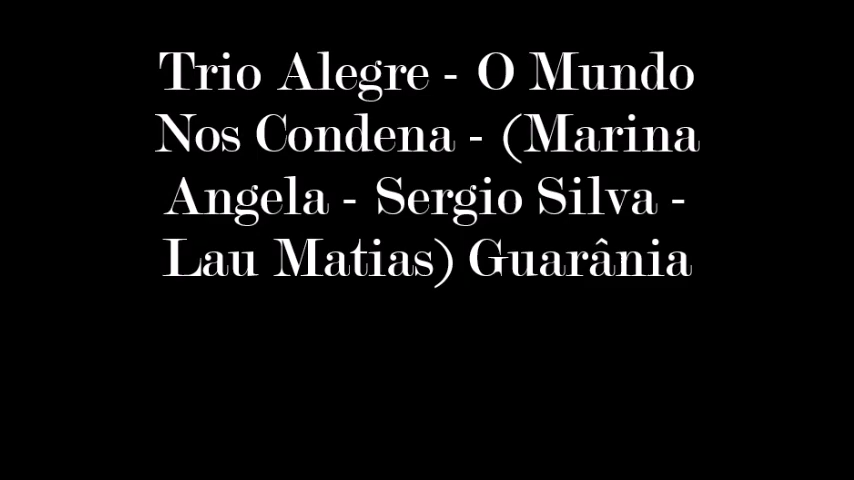 Trio Alegre - O Mundo
Nos Condena - (Marina
Angela - Sergio Silva -
Lau Matias) Guarânia